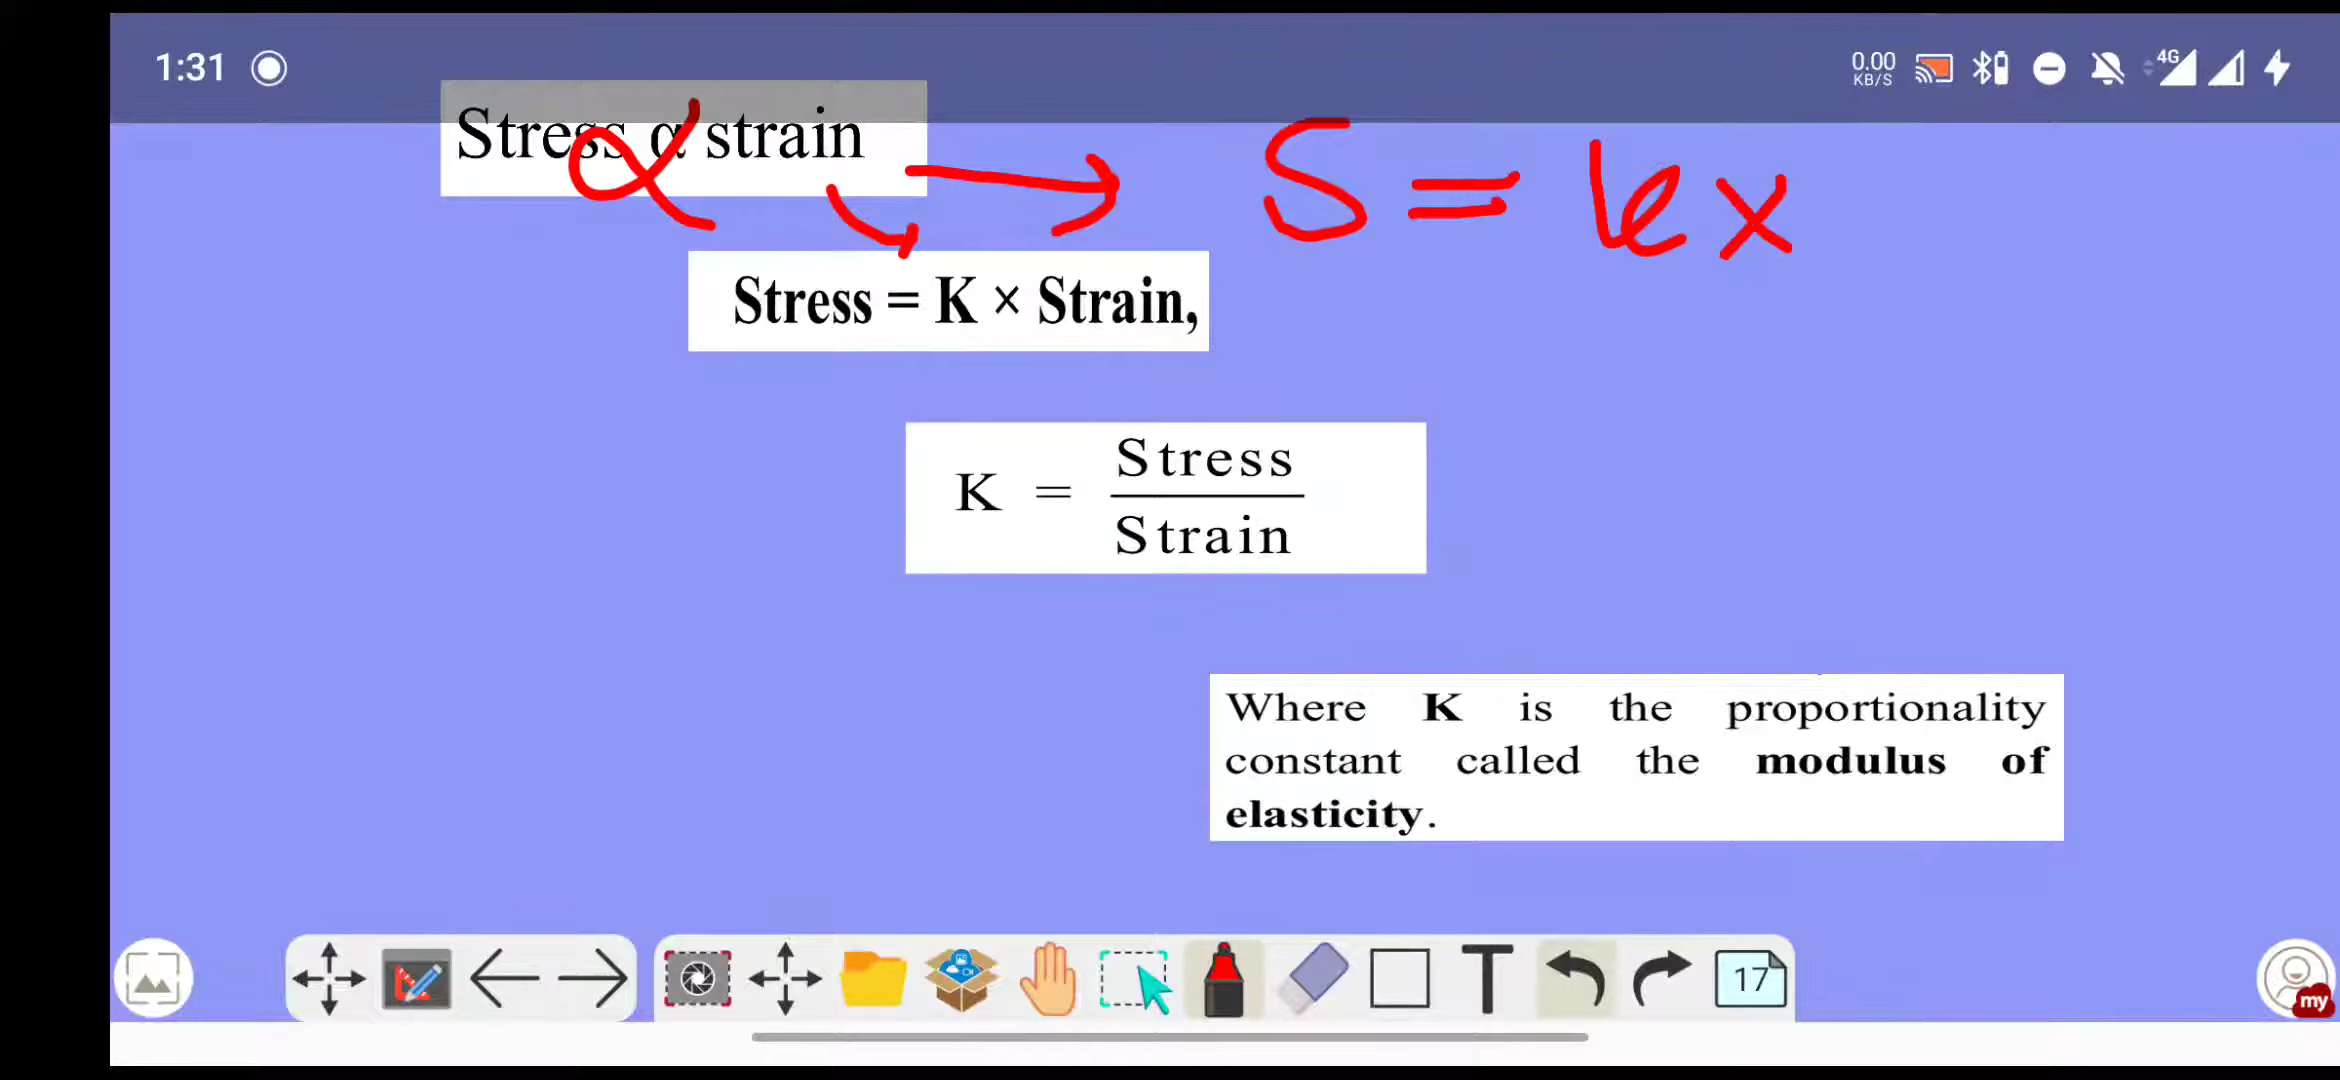 1:31
0.00
KB/S
4G
Stress α strain
α
S = kx
Stress = K × Strain,
K = Stress
Strain
Where K is the proportionality
constant called the modulus of
elasticity.
T
17
my